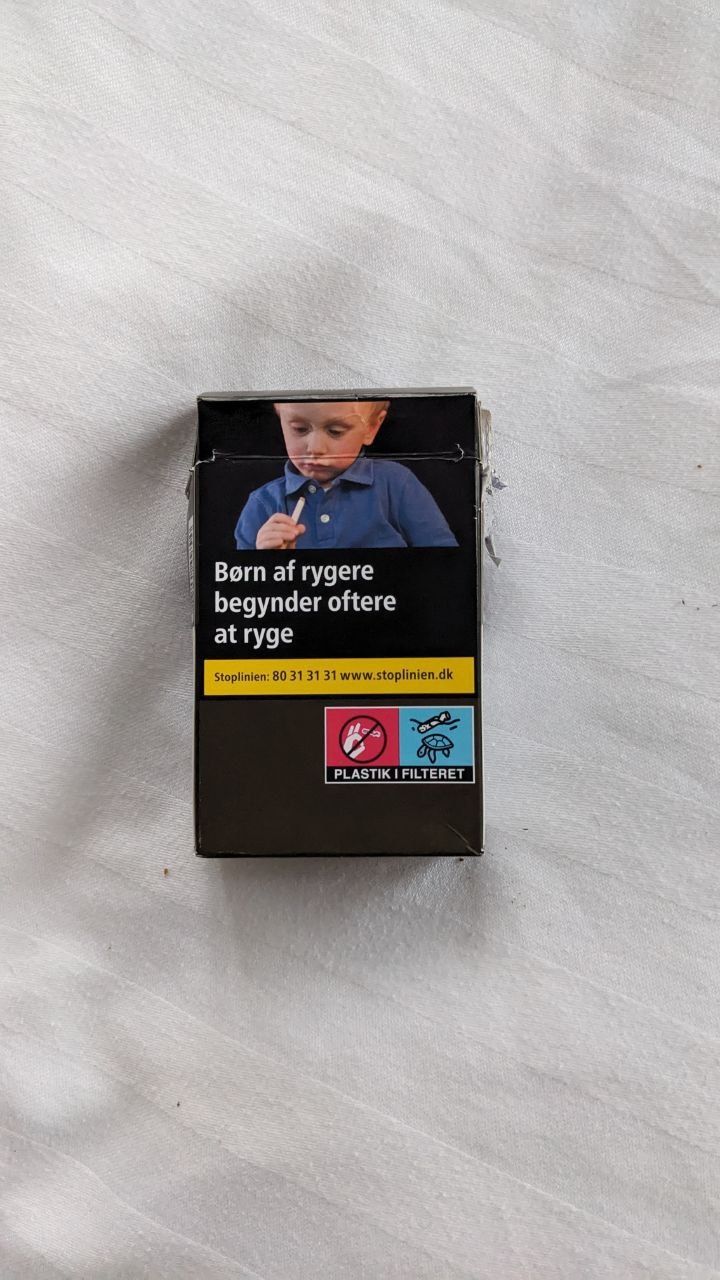 Børn af rygere
begynder oftere
at ryge
Stoplinien: 80 31 31 31 www.stoplinien.dk
PLASTIK I FILTERET